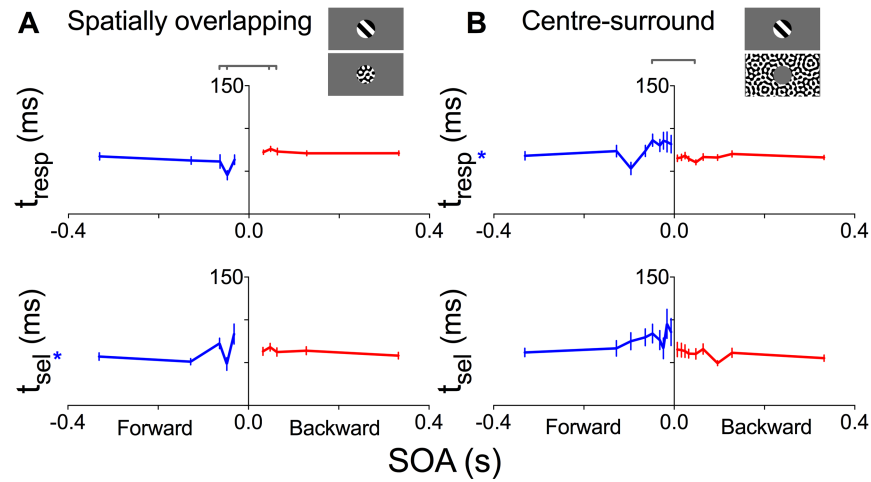 A Spatially overlapping
B Centre-surround
150
t_resp (ms)
-0.4 0.0 0.4
150
t_resp (ms)
*
-0.4 0.0 0.4
150
t_sel (ms)
*
-0.4 0.0 0.4
Forward Backward
150
t_sel (ms)
-0.4 0.0 0.4
Forward Backward
SOA (s)